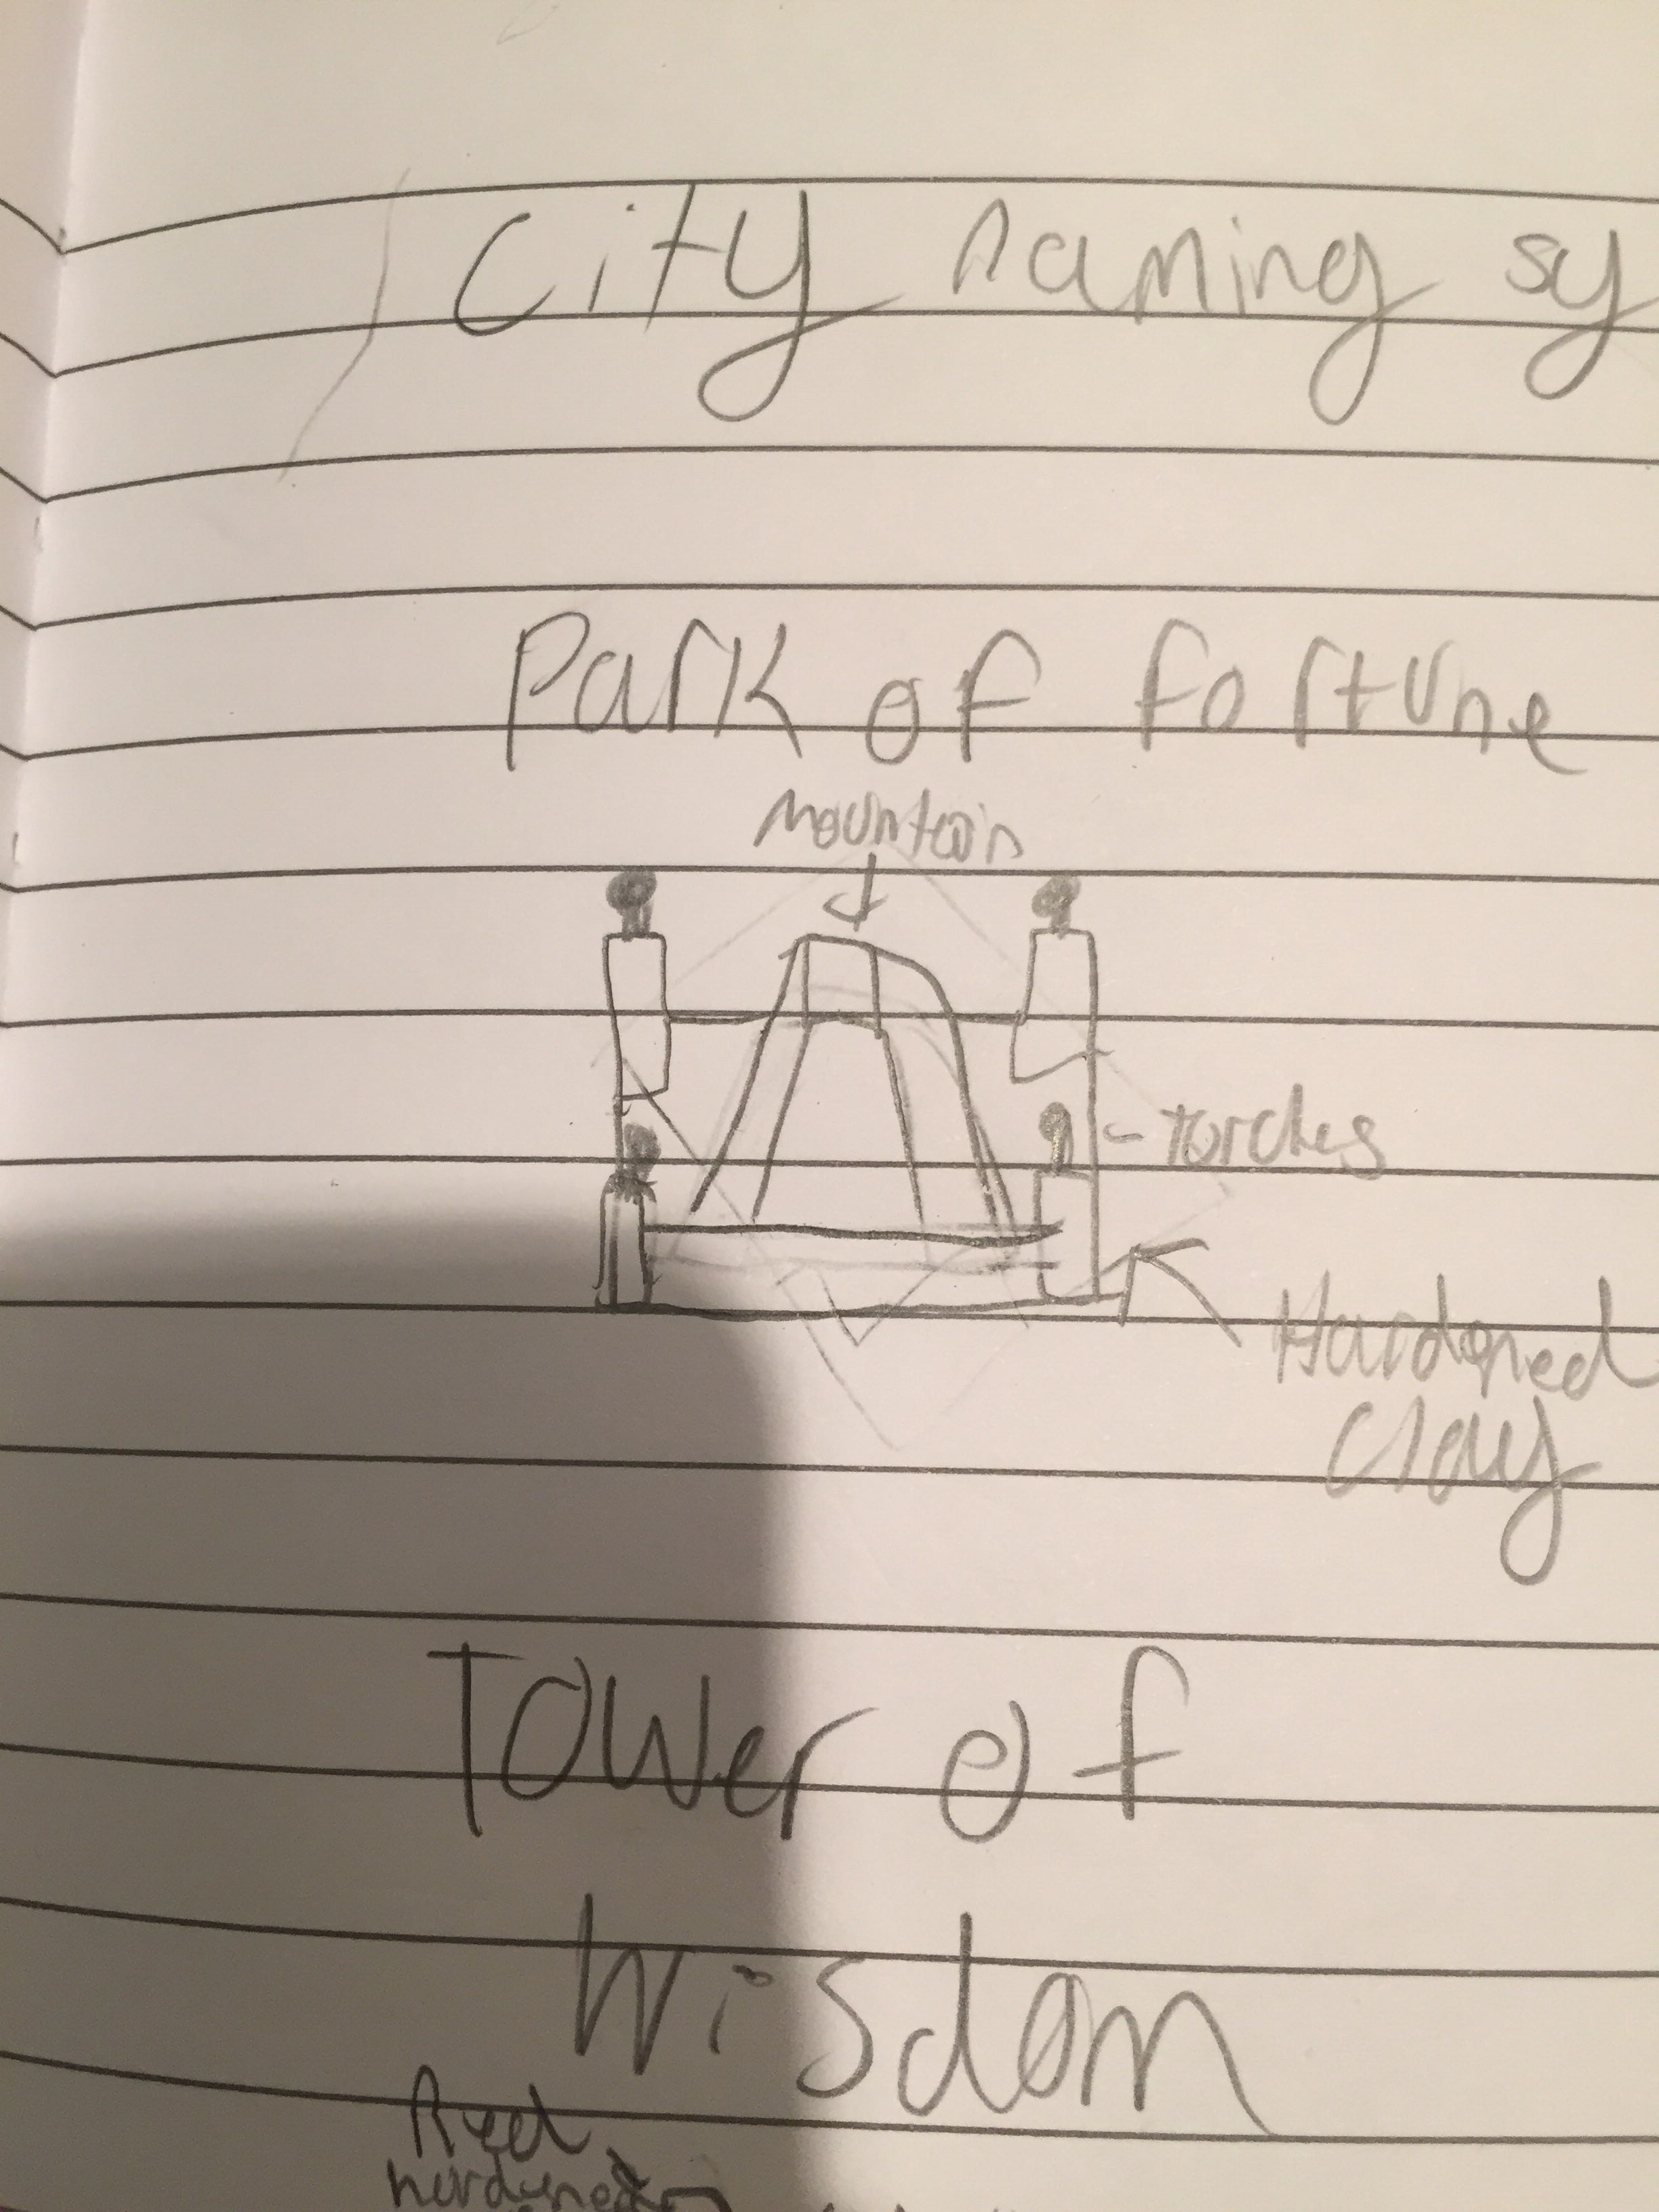 City naming sy
Park of fortune
Mountain
Torches
Hardened
clay
Tower of
Wisdom
Red
hardened